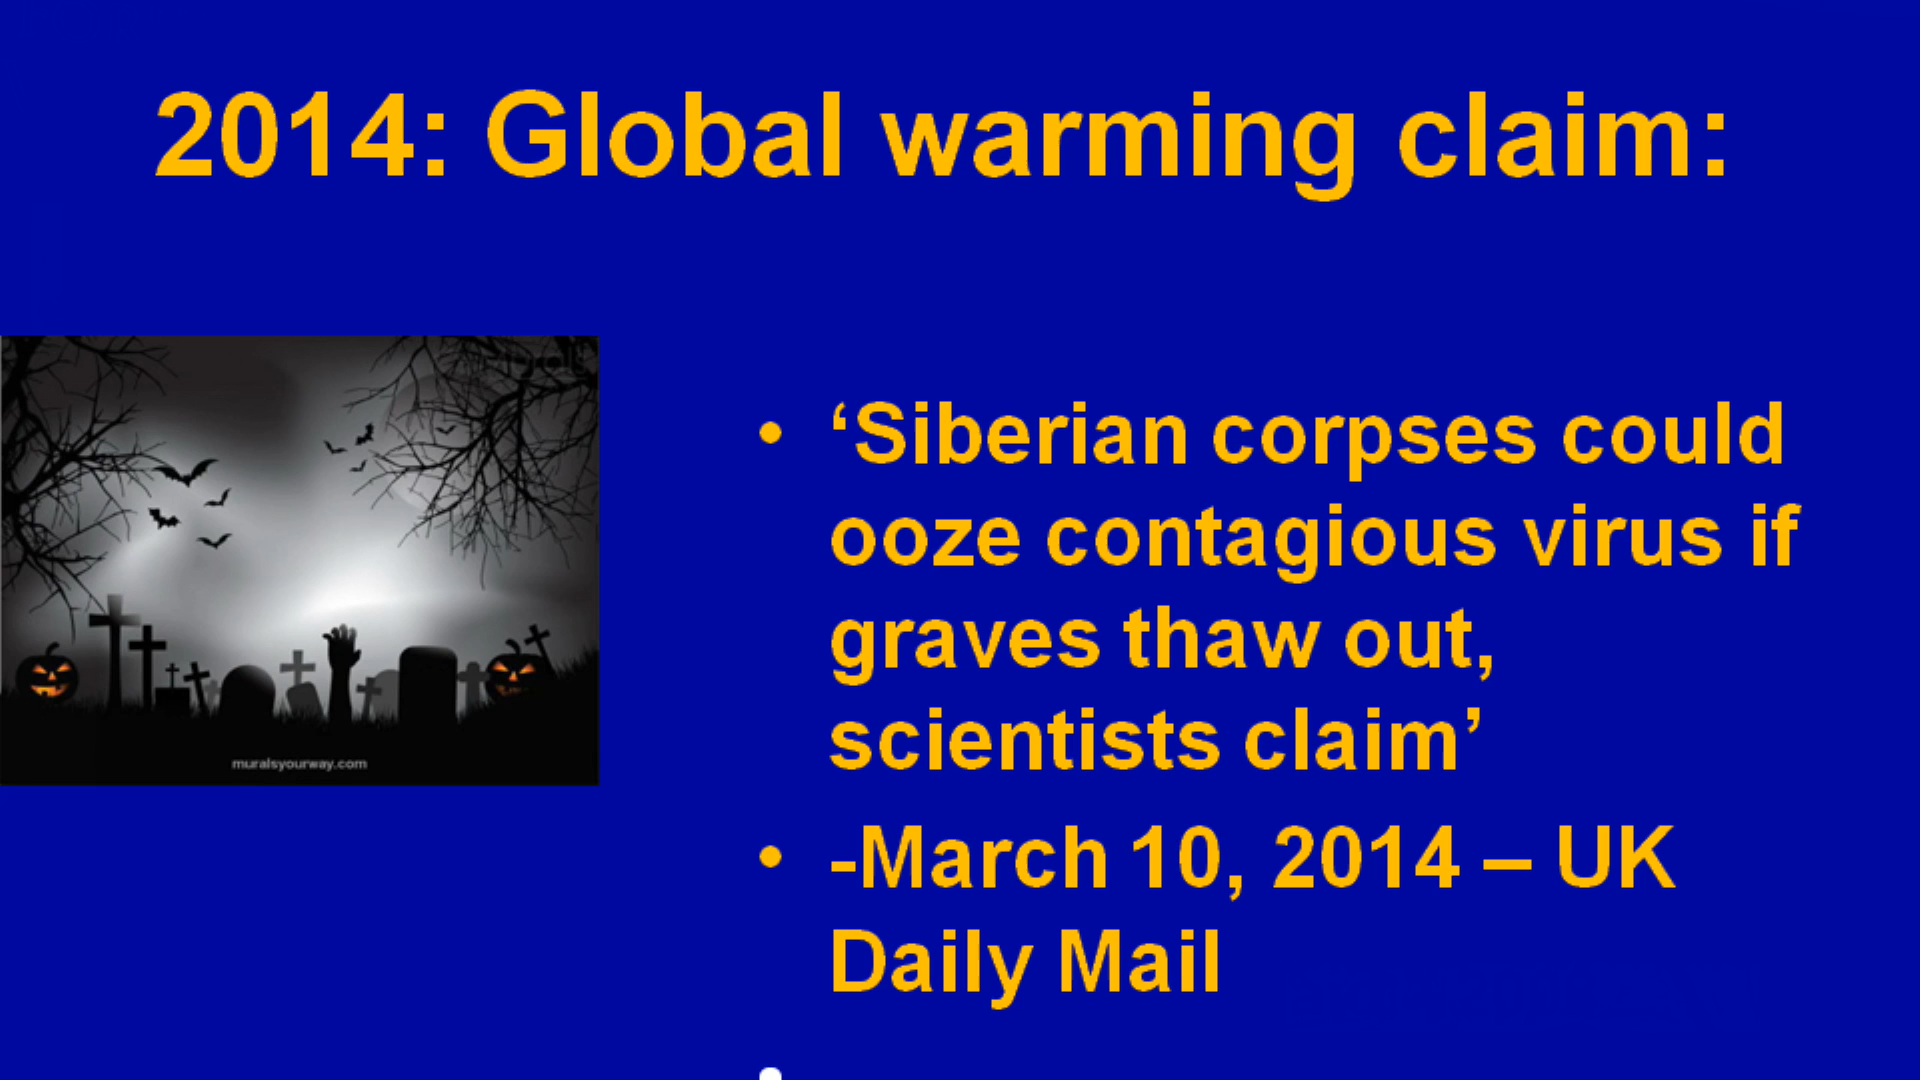 2014: Global warming claim:
• ‘Siberian corpses could
ooze contagious virus if
graves thaw out,
scientists claim’
• -March 10, 2014 – UK
Daily Mail
muralsyourway.com